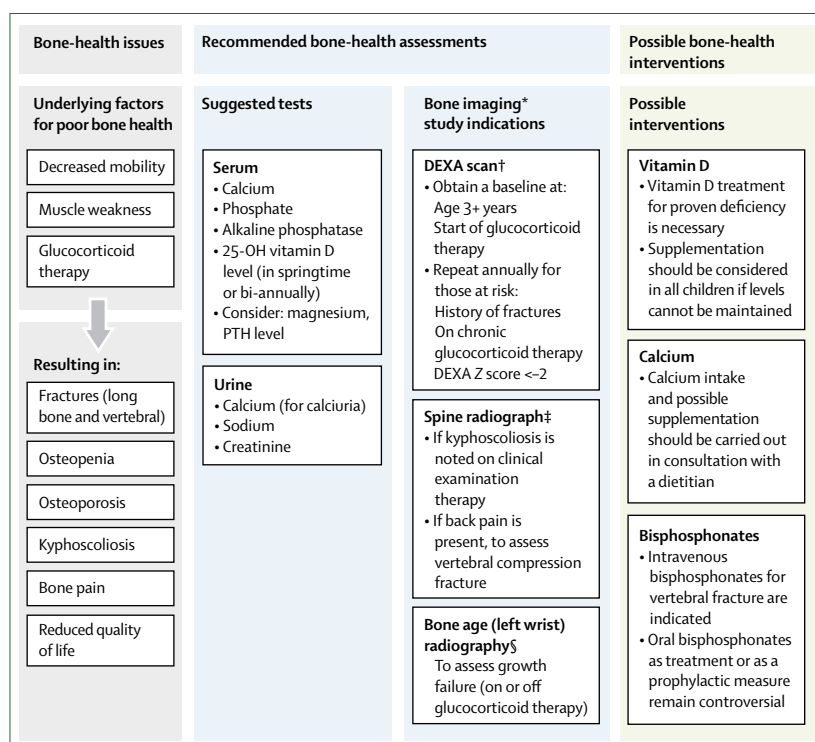 Bone-health issues
Recommended bone-health assessments
Possible bone-health
interventions
Underlying factors
for poor bone health
Decreased mobility
Muscle weakness
Glucocorticoid
therapy
Resulting in:
Fractures (long
bone and vertebral)
Osteopenia
Osteoporosis
Kyphoscoliosis
Bone pain
Reduced quality
of life
Suggested tests
Serum
• Calcium
• Phosphate
• Alkaline phosphatase
• 25-OH vitamin D
level (in springtime
or bi-annually)
• Consider: magnesium,
PTH level
Urine
• Calcium (for calciuria)
• Sodium
• Creatinine
Bone imaging*
study indications
DEXA scan†
• Obtain a baseline at:
Age 3+ years
Start of glucocorticoid
therapy
• Repeat annually for
those at risk:
History of fractures
On chronic
glucocorticoid therapy
DEXA Z score <–2
Spine radiograph‡
• If kyphoscoliosis is
noted on clinical
examination
therapy
• If back pain is
present, to assess
vertebral compression
fracture
Bone age (left wrist)
radiography§
To assess growth
failure (on or off
glucocorticoid therapy)
Possible
interventions
Vitamin D
• Vitamin D treatment
for proven deficiency
is necessary
• Supplementation
should be considered
in all children if levels
cannot be maintained
Calcium
• Calcium intake
and possible
supplementation
should be carried out
in consultation with
a dietitian
Bisphosphonates
• Intravenous
bisphosphonates for
vertebral fracture are
indicated
• Oral bisphosphonates
as treatment or as a
prophylactic measure
remain controversial